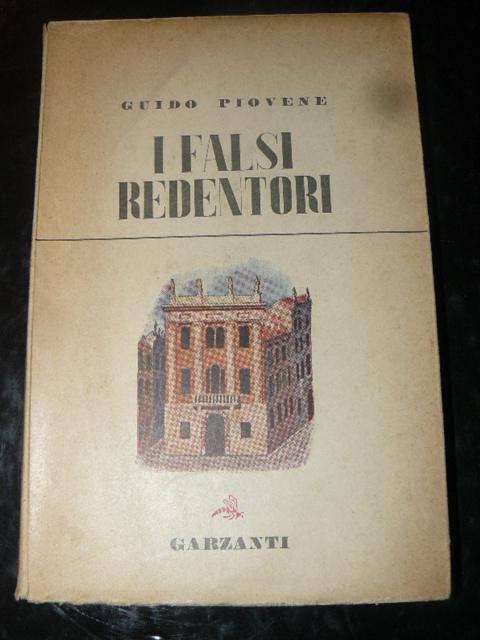 GUIDO PIOVENE
I FALSI
REDENTORI
GARZANTI